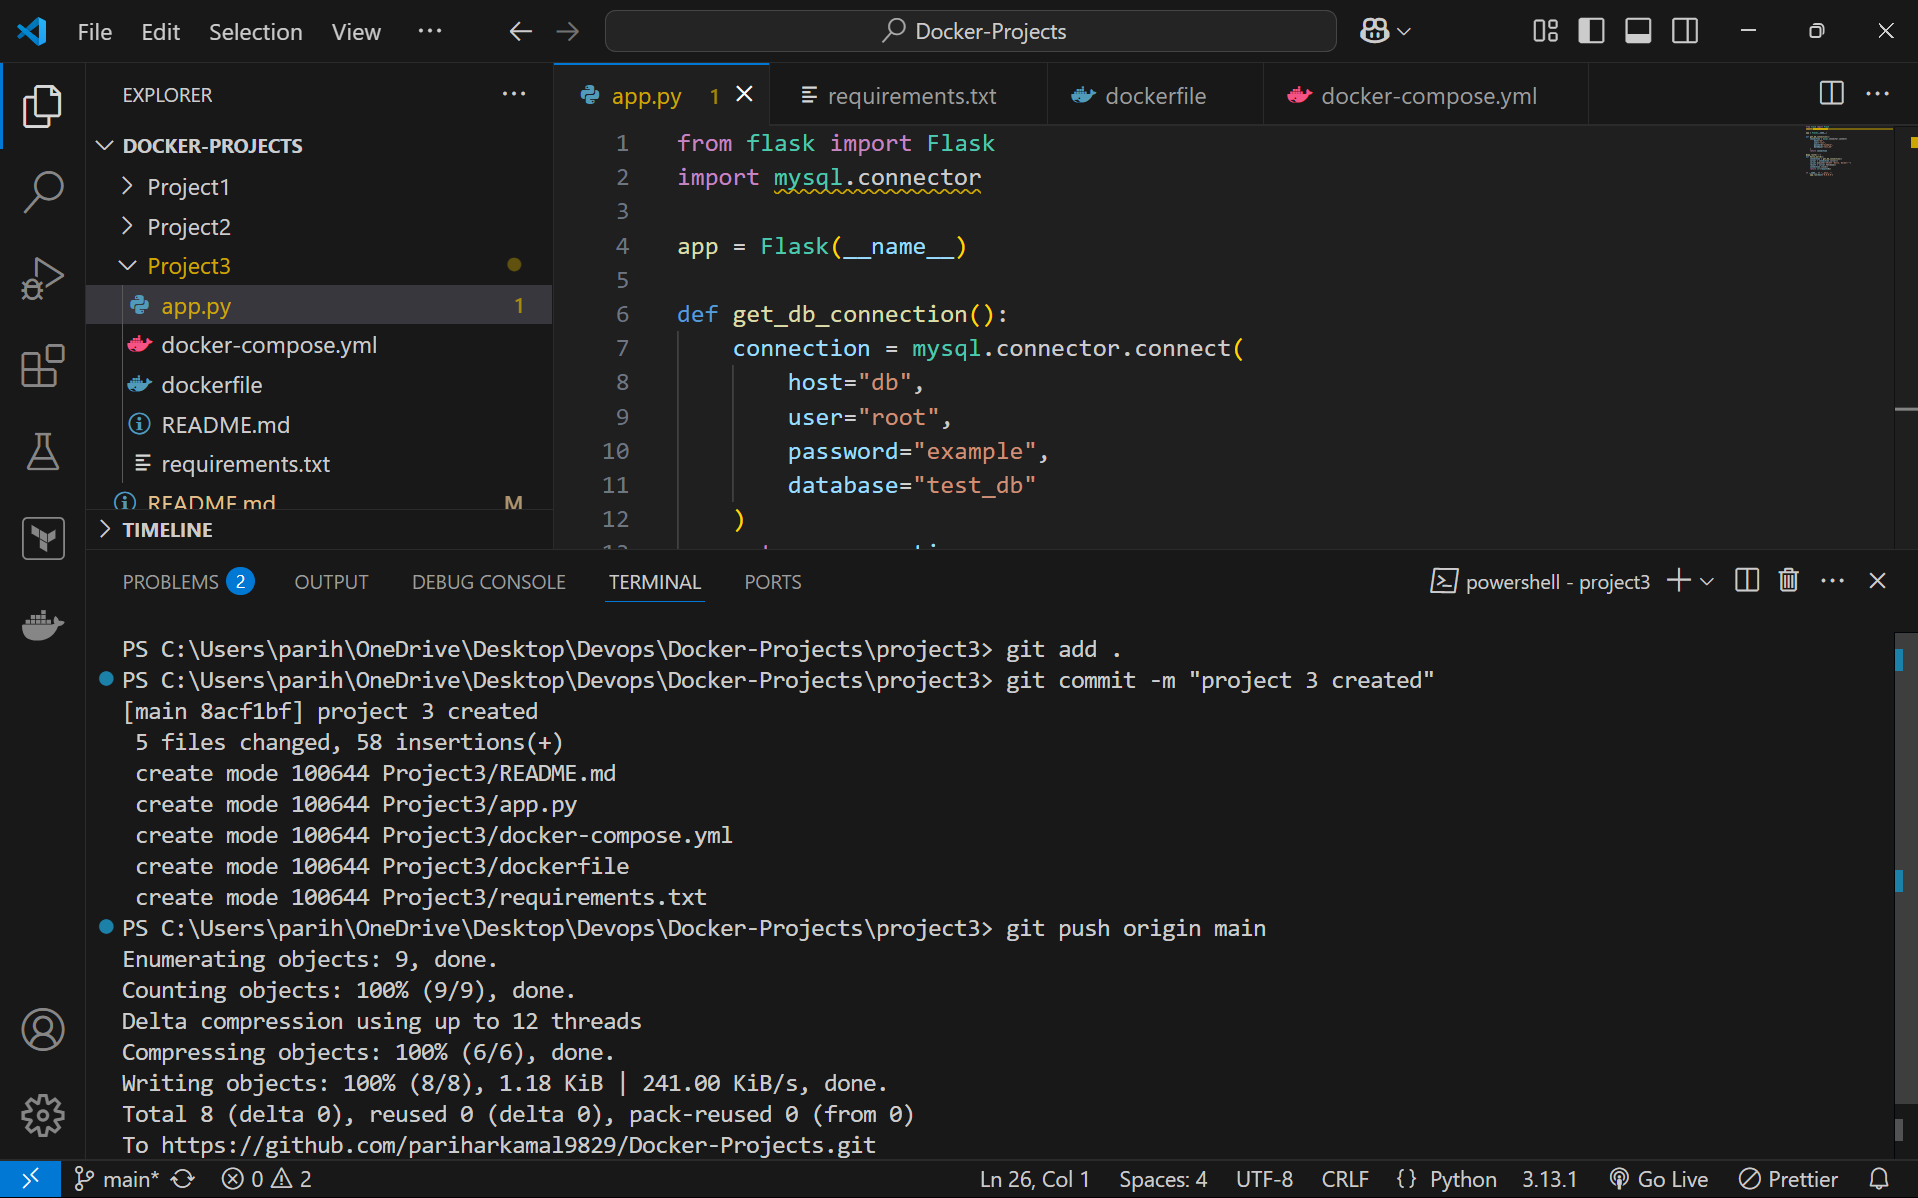 File Edit Selection View ··· Docker-Projects
EXPLORER ···
DOCKER-PROJECTS
Project1
Project2
Project3
app.py 1
docker-compose.yml
dockerfile
README.md
requirements.txt
README.md M
TIMELINE
app.py 1 requirements.txt dockerfile docker-compose.yml ···
1 from flask import Flask
2 import mysql.connector
3
4 app = Flask(__name__)
5
6 def get_db_connection():
7 connection = mysql.connector.connect(
8 host="db",
9 user="root",
10 password="example",
11 database="test_db"
12 )
PROBLEMS 2 OUTPUT DEBUG CONSOLE TERMINAL PORTS powershell - project3 ···
PS C:\Users\parih\OneDrive\Desktop\Devops\Docker-Projects\project3> git add .
PS C:\Users\parih\OneDrive\Desktop\Devops\Docker-Projects\project3> git commit -m "project 3 created"
[main 8acf1bf] project 3 created
5 files changed, 58 insertions(+)
create mode 100644 Project3/README.md
create mode 100644 Project3/app.py
create mode 100644 Project3/docker-compose.yml
create mode 100644 Project3/dockerfile
create mode 100644 Project3/requirements.txt
PS C:\Users\parih\OneDrive\Desktop\Devops\Docker-Projects\project3> git push origin main
Enumerating objects: 9, done.
Counting objects: 100% (9/9), done.
Delta compression using up to 12 threads
Compressing objects: 100% (6/6), done.
Writing objects: 100% (8/8), 1.18 KiB | 241.00 KiB/s, done.
Total 8 (delta 0), reused 0 (delta 0), pack-reused 0 (from 0)
To https://github.com/pariharkamal9829/Docker-Projects.git
main* 0 2 Ln 26, Col 1 Spaces: 4 UTF-8 CRLF {} Python 3.13.1 Go Live Prettier